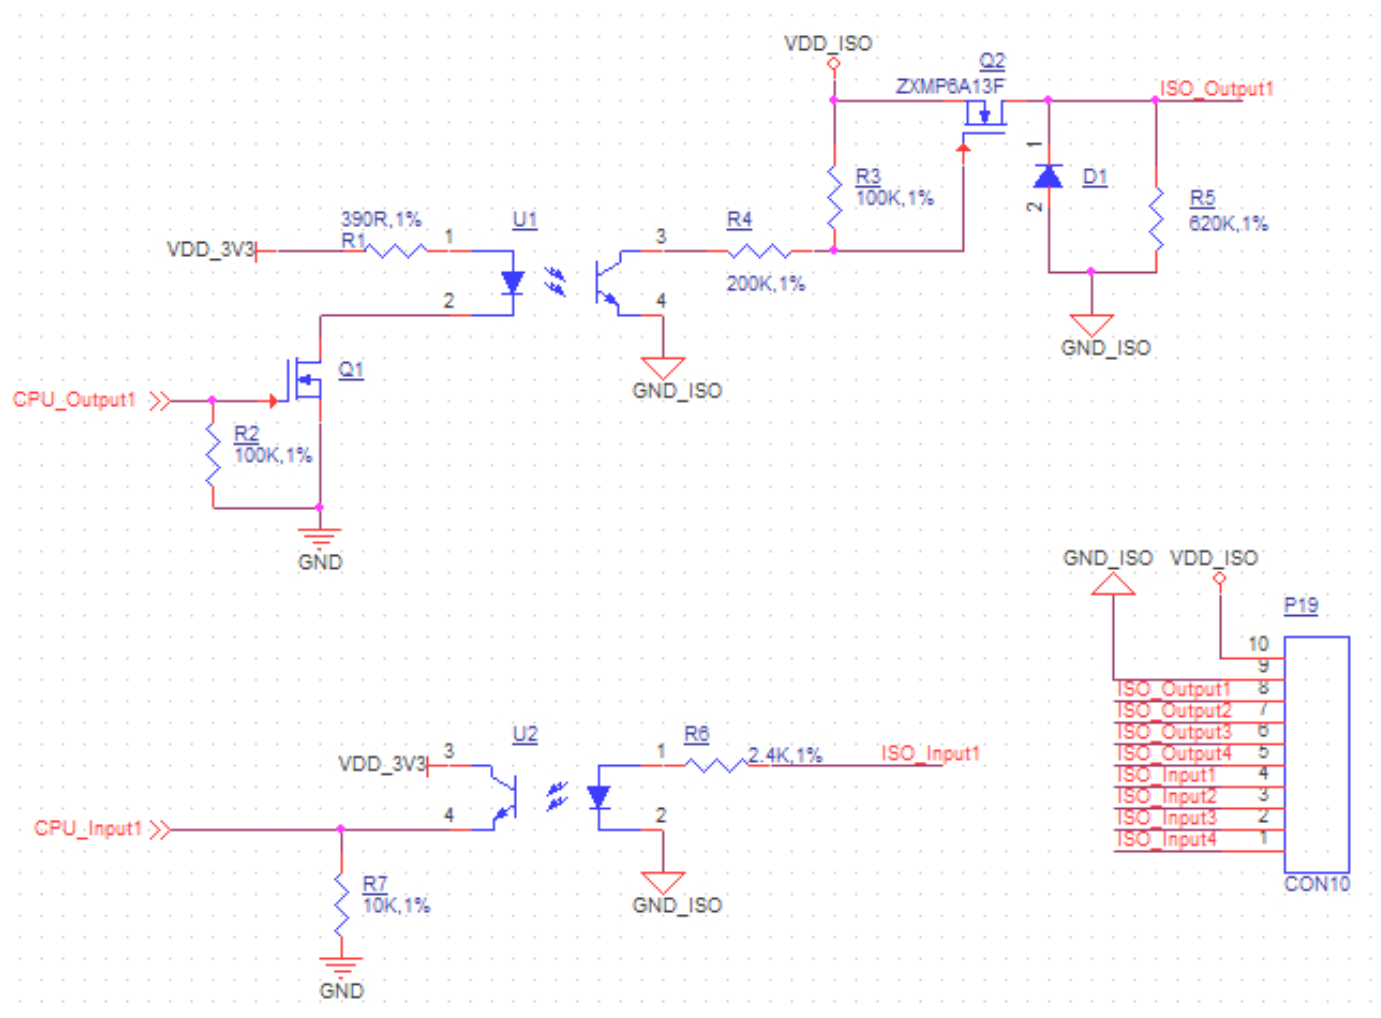 VDD_ISO
Q2
ZXMP6A13F
ISO_Output1
1
D1
2
R3
100K,1%
R5
620K,1%
390R,1%
R1
VDD_3V3
1
U1
3
R4
200K,1%
2
4
GND_ISO
GND_ISO
Q1
CPU_Output1
R2
100K,1%
GND
GND_ISO
VDD_ISO
P19
10
9
ISO_Output1 8
ISO_Output2 7
ISO_Output3 6
ISO_Output4 5
ISO_Input1 4
ISO_Input2 3
ISO_Input3 2
ISO_Input4 1
CON10
VDD_3V3
3
U2
1
R6
2.4K,1%
ISO_Input1
CPU_Input1
4
2
R7
10K,1%
GND_ISO
GND